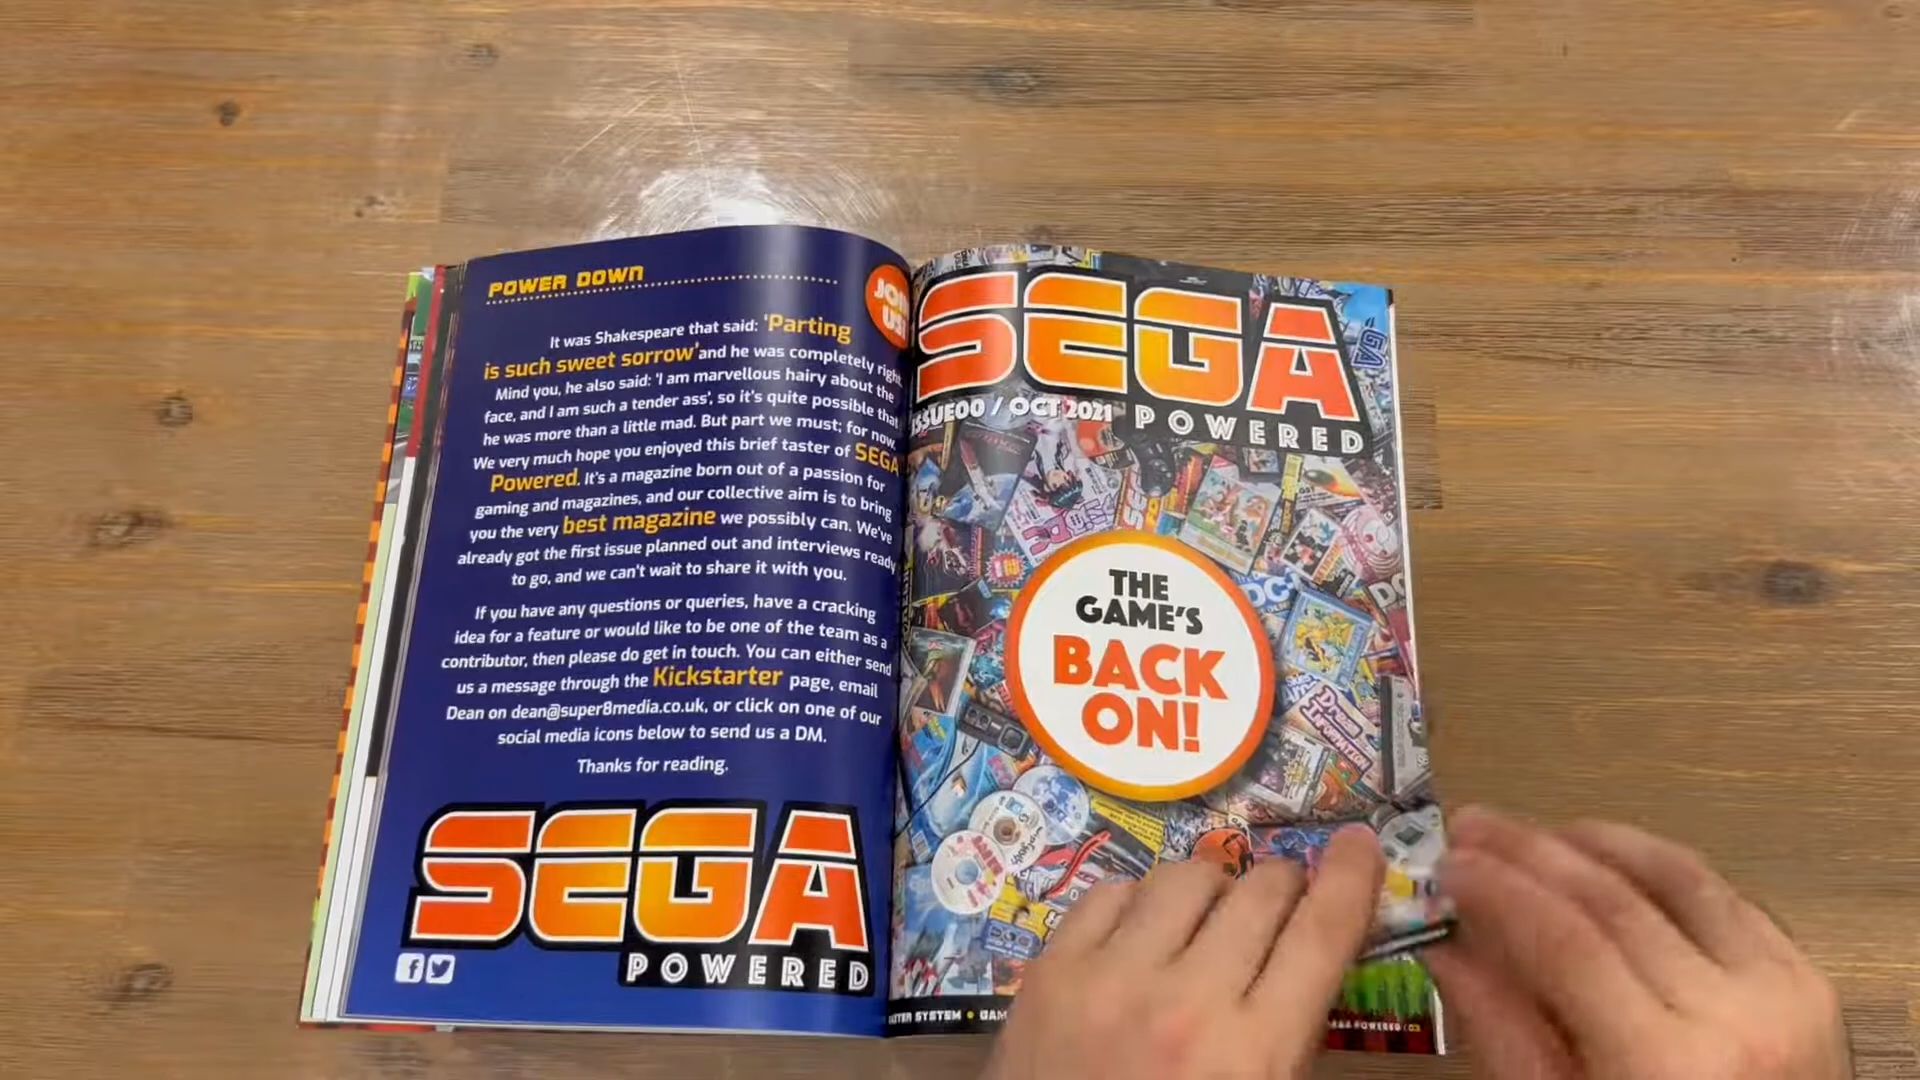 POWER DOWN
JOIN
US!
It was Shakespeare that said: 'Parting
is such sweet sorrow' and he was completely right.
Mind you, he also said: 'I am marvellous hairy about the
face, and I am such a tender ass', so it's quite possible that
he was more than a little mad. But part we must; for now.
We very much hope you enjoyed this brief taster of SEGA
Powered. It's a magazine born out of a passion for
gaming and magazines, and our collective aim is to bring
you the very best magazine we possibly can. We've
already got the first issue planned out and interviews ready
to go, and we can't wait to share it with you.
If you have any questions or queries, have a cracking
idea for a feature or would like to be one of the team as a
contributor, then please do get in touch. You can either send
us a message through the Kickstarter page, email
Dean on dean@super8media.co.uk, or click on one of our
social media icons below to send us a DM.
Thanks for reading.
SEGA
POWERED
SEGA
ISSUE00 / OCT 2021
POWERED
THE
GAME'S
BACK
ON!
Dream
Information
SYSTEM • GAM
SEGA POWERED / 03